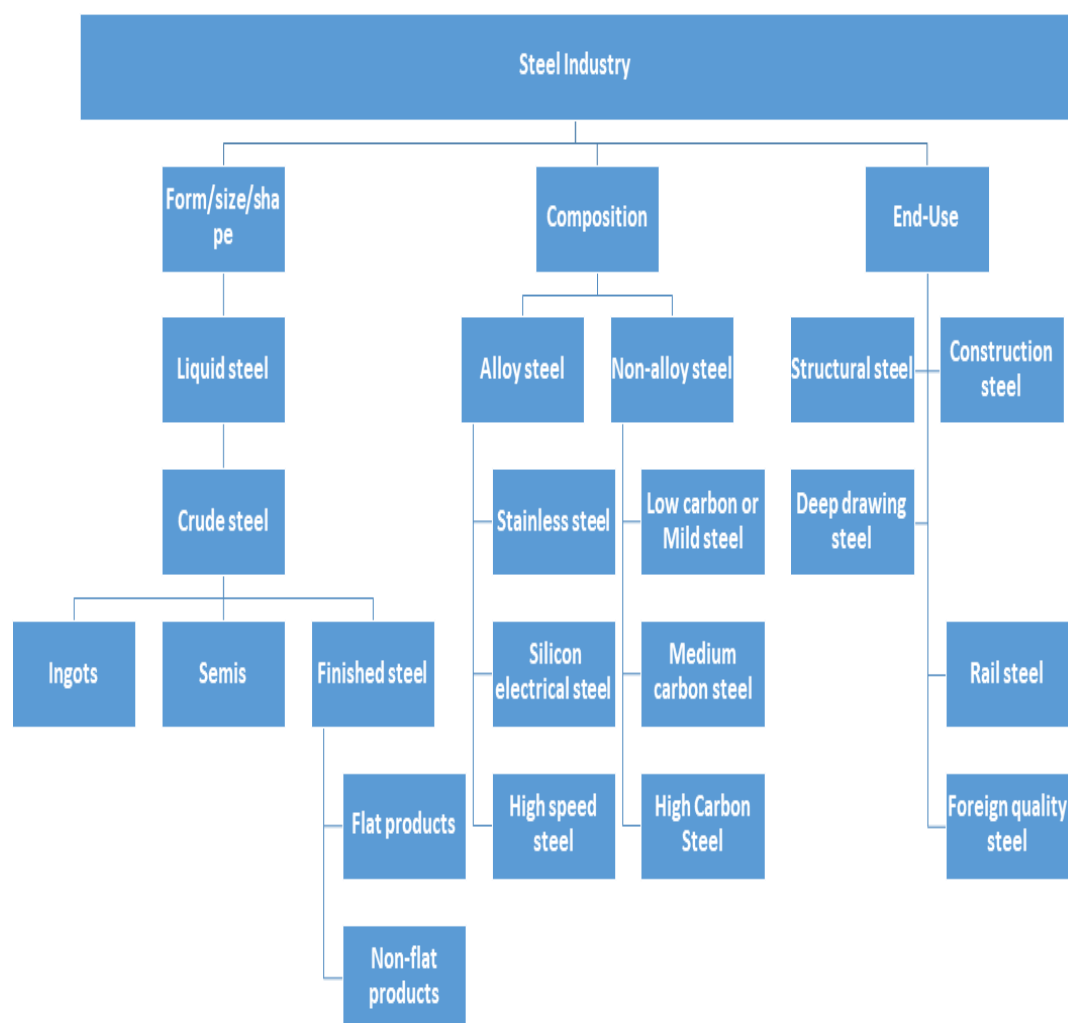 Steel Industry
Form/size/sha
pe
Composition
End-Use
Liquid steel
Alloy steel
Non-alloy steel
Structural steel
Construction
steel
Crude steel
Stainless steel
Low carbon or
Mild steel
Deep drawing
steel
Ingots
Semis
Finished steel
Silicon
electrical steel
Medium
carbon steel
Rail steel
Flat products
High speed
steel
High Carbon
Steel
Foreign quality
steel
Non-flat
products